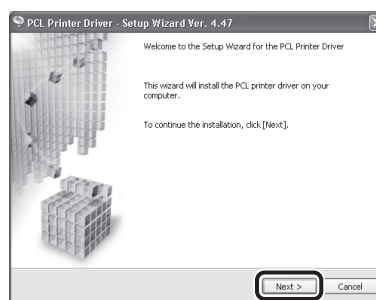 PCL Printer Driver - Setup Wizard Ver. 4.47
Welcome to the Setup Wizard for the PCL Printer Driver
This wizard will install the PCL printer driver on your
computer.
To continue the installation, click [Next].
Next >
Cancel